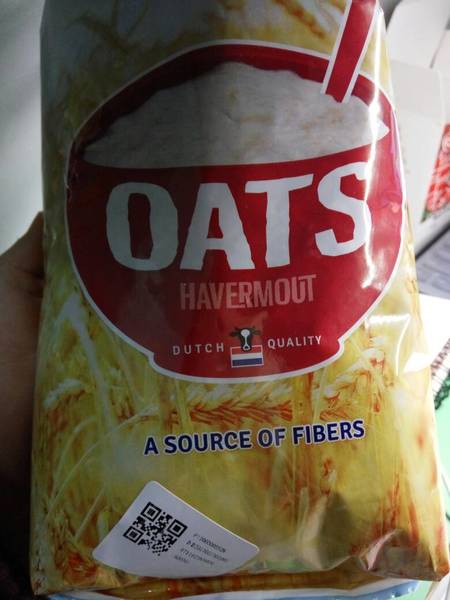 OATS
HAVERMOUT
DUTCH QUALITY
A SOURCE OF FIBERS